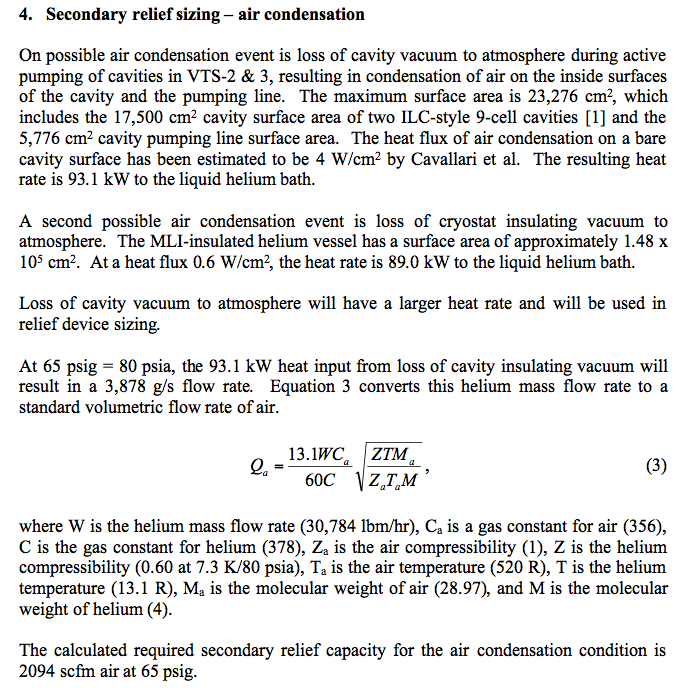 4. Secondary relief sizing – air condensation
On possible air condensation event is loss of cavity vacuum to atmosphere during active
pumping of cavities in VTS-2 & 3, resulting in condensation of air on the inside surfaces
of the cavity and the pumping line. The maximum surface area is 23,276 cm², which
includes the 17,500 cm² cavity surface area of two ILC-style 9-cell cavities [1] and the
5,776 cm² cavity pumping line surface area. The heat flux of air condensation on a bare
cavity surface has been estimated to be 4 W/cm² by Cavallari et al. The resulting heat
rate is 93.1 kW to the liquid helium bath.
A second possible air condensation event is loss of cryostat insulating vacuum to
atmosphere. The MLI-insulated helium vessel has a surface area of approximately 1.48 x
10⁵ cm². At a heat flux 0.6 W/cm², the heat rate is 89.0 kW to the liquid helium bath.
Loss of cavity vacuum to atmosphere will have a larger heat rate and will be used in
relief device sizing.
At 65 psig = 80 psia, the 93.1 kW heat input from loss of cavity insulating vacuum will
result in a 3,878 g/s flow rate. Equation 3 converts this helium mass flow rate to a
standard volumetric flow rate of air.
Qₐ = 13.1WCₐ / 60C √(ZTMₐ / ZₐTₐM), (3)
where W is the helium mass flow rate (30,784 lbm/hr), Cₐ is a gas constant for air (356),
C is the gas constant for helium (378), Zₐ is the air compressibility (1), Z is the helium
compressibility (0.60 at 7.3 K/80 psia), Tₐ is the air temperature (520 R), T is the helium
temperature (13.1 R), Mₐ is the molecular weight of air (28.97), and M is the molecular
weight of helium (4).
The calculated required secondary relief capacity for the air condensation condition is
2094 scfm air at 65 psig.